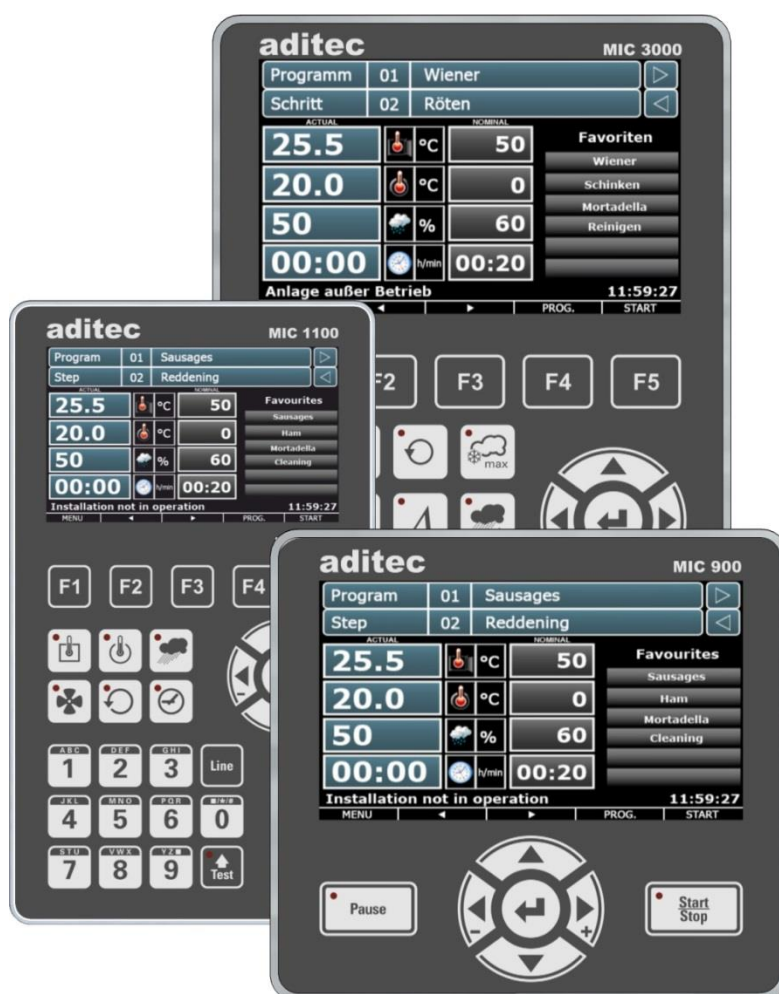 aditec MIC 3000
Programm 01 Wiener
Schritt 02 Röten
ACTUAL NOMINAL
25.5 °C 50 Favoriten
Wiener
20.0 °C 0 Schinken
Mortadella
50 % 60 Reinigen
00:00 h/min 00:20
Anlage außer Betrieb 11:59:27
PROG. START
F2 F3 F4 F5
max
aditec MIC 1100
Program 01 Sausages
Step 02 Reddening
ACTUAL NOMINAL
25.5 °C 50 Favourites
Sausages
20.0 °C 0 Ham
Mortadella
50 % 60 Cleaning
00:00 h/min 00:20
Installation not in operation 11:59:27
MENU PROG. START
F1 F2 F3 F4
ABC DEF GHI
1 2 3 Line
JKL MNO PQR
4 5 6 0
STU VWX YZ
7 8 9 Test
aditec MIC 900
Program 01 Sausages
Step 02 Reddening
ACTUAL NOMINAL
25.5 °C 50 Favourites
Sausages
20.0 °C 0 Ham
Mortadella
50 % 60 Cleaning
00:00 h/min 00:20
Installation not in operation 11:59:27
MENU PROG. START
Pause - + Start
Stop